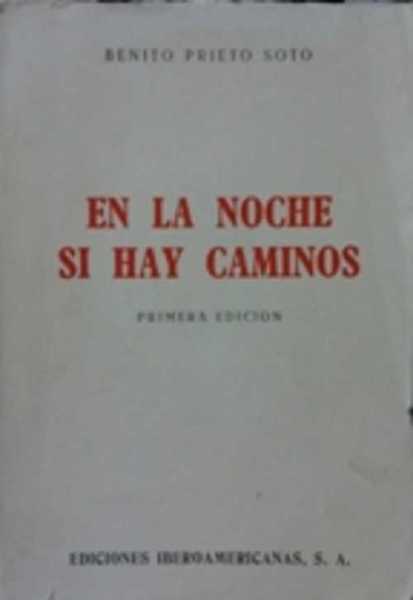 BENITO PRIETO SOTO
EN LA NOCHE
SI HAY CAMINOS
PRIMERA EDICION
EDICIONES IBEROAMERICANAS, S. A.